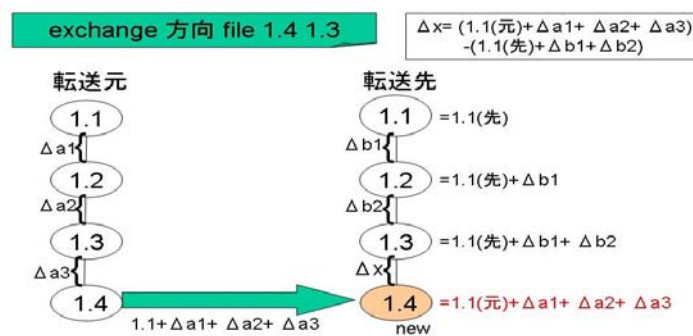 exchange 方向 file 1.4 1.3
Δx= (1.1(元)+Δa1+ Δa2+ Δa3)
-(1.1(先)+Δb1+Δb2)
転送元
転送先
1.1
1.1
=1.1(先)
Δa1
Δb1
1.2
1.2
=1.1(先)+Δb1
Δa2
Δb2
1.3
1.3
=1.1(先)+Δb1+ Δb2
Δa3
Δx
1.4
1.4
=1.1(元)+Δa1+ Δa2+ Δa3
1.1+Δa1+ Δa2+ Δa3
new